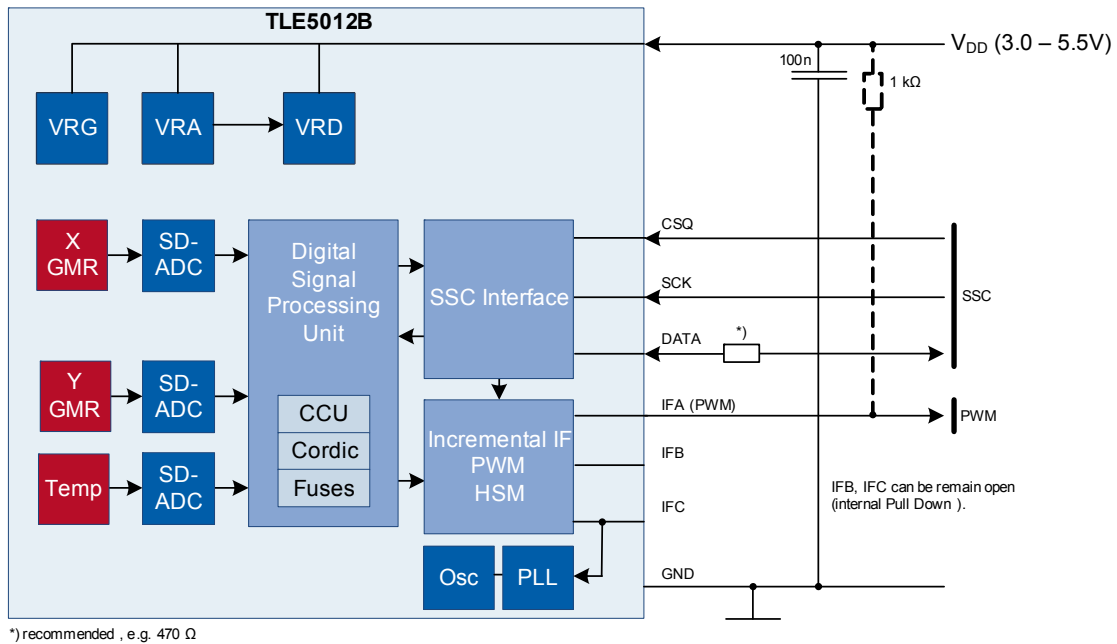 TLE5012B
V_DD (3.0 – 5.5V)
100n
1 kΩ
VRG
VRA
VRD
X
GMR
SD-
ADC
Digital
Signal
Processing
Unit
SSC Interface
CSQ
SCK
SSC
DATA
*)
Y
GMR
SD-
ADC
CCU
Cordic
Fuses
Incremental IF
PWM
HSM
IFA (PWM)
PWM
IFB
Temp
SD-
ADC
IFC
IFB, IFC can be remain open
(internal Pull Down ).
Osc
PLL
GND
*) recommended , e.g. 470 Ω